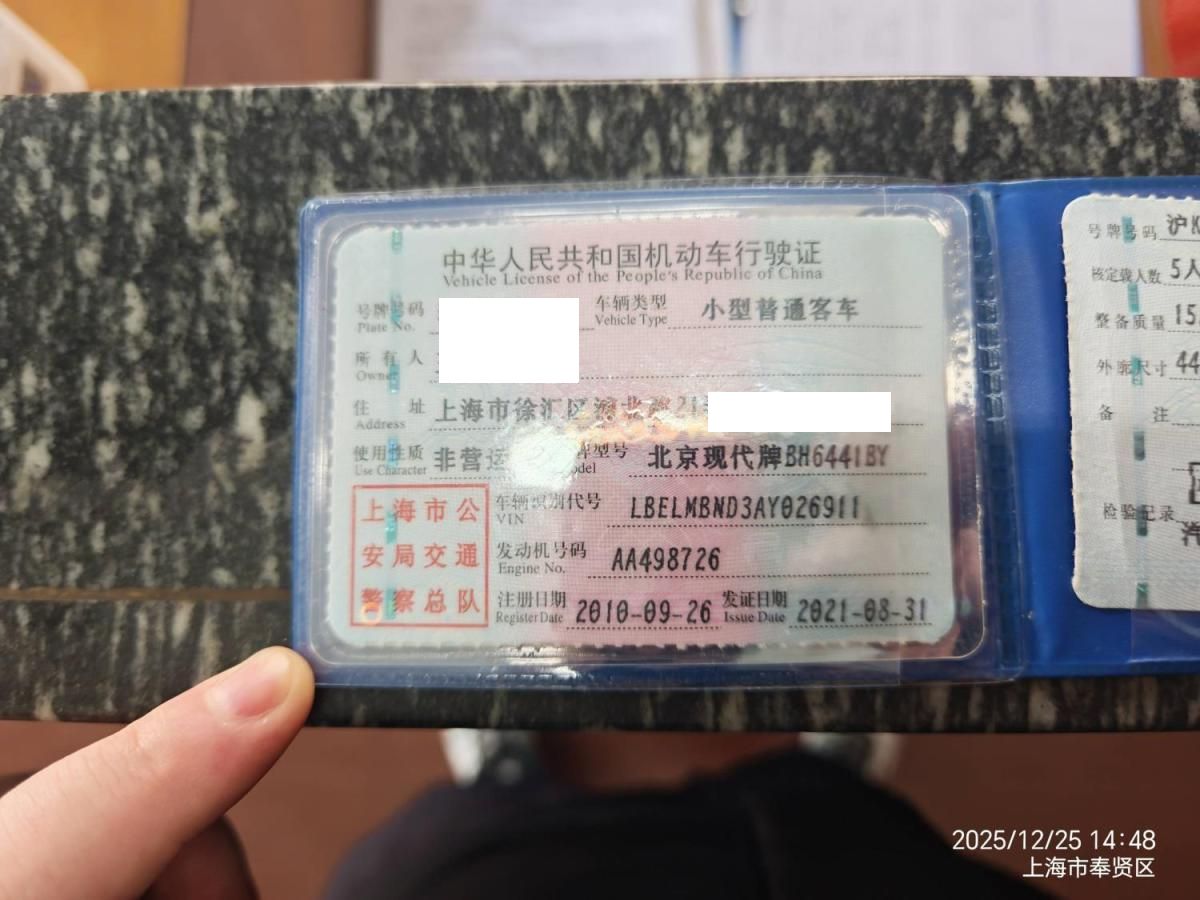 中华人民共和国机动车行驶证
Vehicle License of the People's Republic of China
号牌号码
Plate No.
车辆类型 小型普通客车
Vehicle Type
所有人
Owner
住址 上海市徐汇区
Address
使用性质 非营运
Use Character
型号 北京现代牌BH6441BY
odel
车辆识别代号 LBELMBND3AY026911
VIN
发动机号码 AA498726
Engine No.
注册日期 2010-09-26 发证日期 2021-08-31
Register Date Issue Date
上海市公
安局交通
警察总队
号牌号码 沪
核定载人数 5人
整备质量 15
外廓尺寸 44
备注
检验记录
2025/12/25 14:48
上海市奉贤区